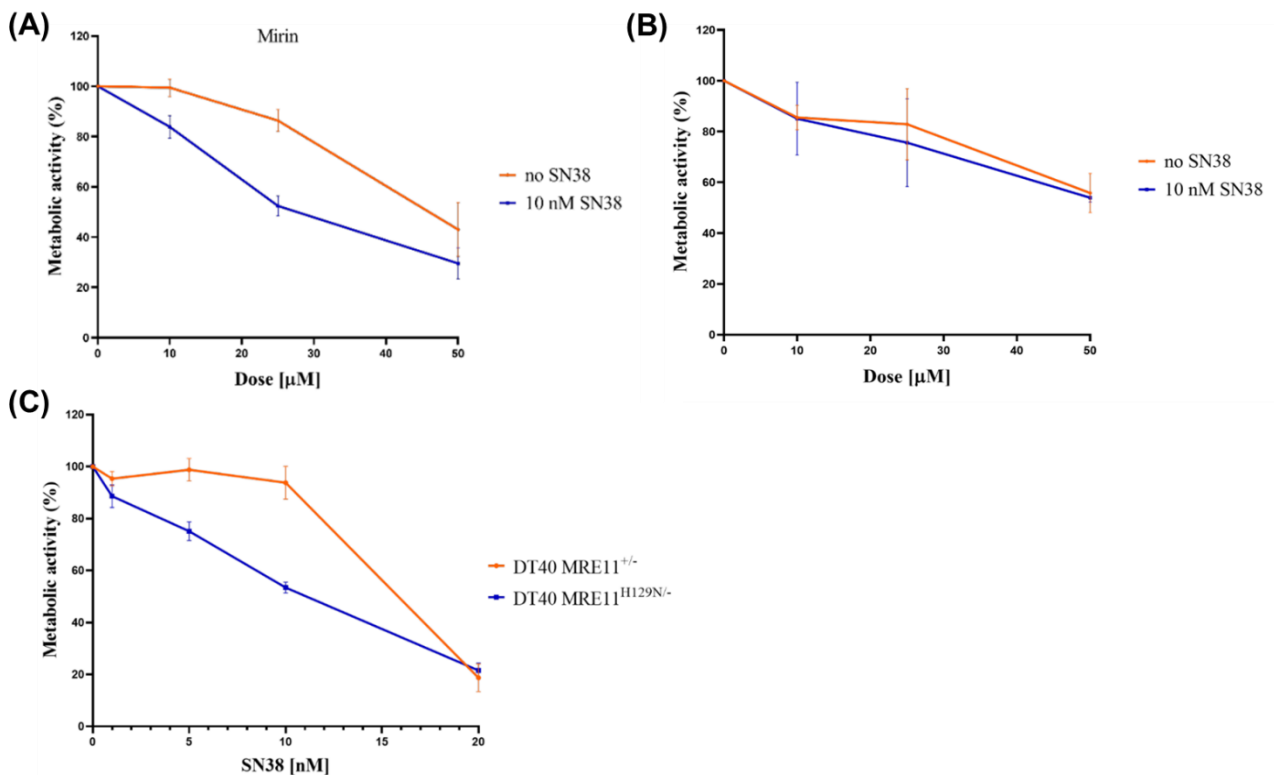 (A)
Mirin
120
100
80
60
40
20
0
Metabolic activity (%)
0 10 20 30 40 50
Dose [μM]
no SN38
10 nM SN38
(B)
120
100
80
60
40
20
0
Metabolic activity (%)
0 10 20 30 40 50
Dose [μM]
no SN38
10 nM SN38
(C)
120
100
80
60
40
20
0
Metabolic activity (%)
0 5 10 15 20
SN38 [nM]
DT40 MRE11+/-
DT40 MRE11H129N/-